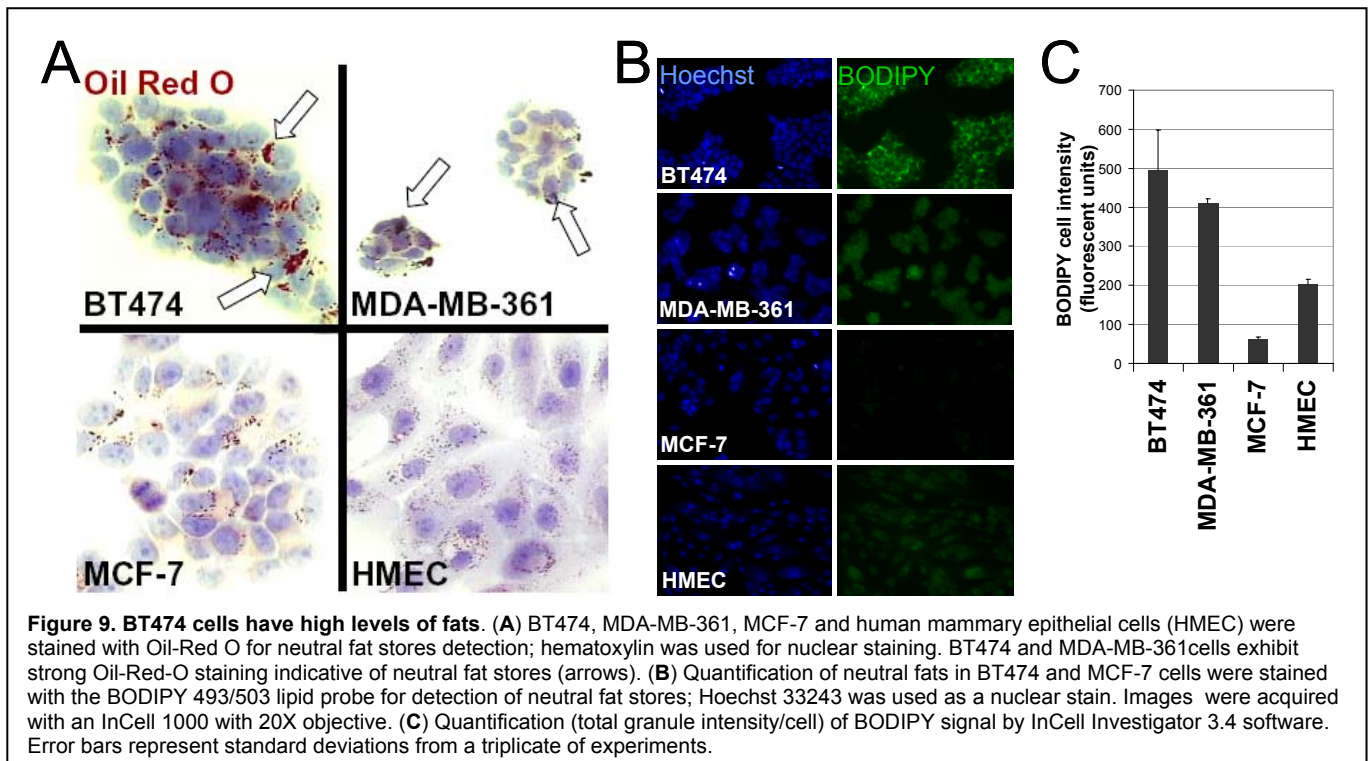 A
Oil Red O
BT474
MDA-MB-361
MCF-7
HMEC
B
Hoechst
BODIPY
BT474
MDA-MB-361
MCF-7
HMEC
C
BODIPY cell intensity
(fluorescent units)
700
600
500
400
300
200
100
0
BT474
MDA-MB-361
MCF-7
HMEC
Figure 9. BT474 cells have high levels of fats. (A) BT474, MDA-MB-361, MCF-7 and human mammary epithelial cells (HMEC) were
stained with Oil-Red O for neutral fat stores detection; hematoxylin was used for nuclear staining. BT474 and MDA-MB-361cells exhibit
strong Oil-Red-O staining indicative of neutral fat stores (arrows). (B) Quantification of neutral fats in BT474 and MCF-7 cells were stained
with the BODIPY 493/503 lipid probe for detection of neutral fat stores; Hoechst 33243 was used as a nuclear stain. Images were acquired
with an InCell 1000 with 20X objective. (C) Quantification (total granule intensity/cell) of BODIPY signal by InCell Investigator 3.4 software.
Error bars represent standard deviations from a triplicate of experiments.